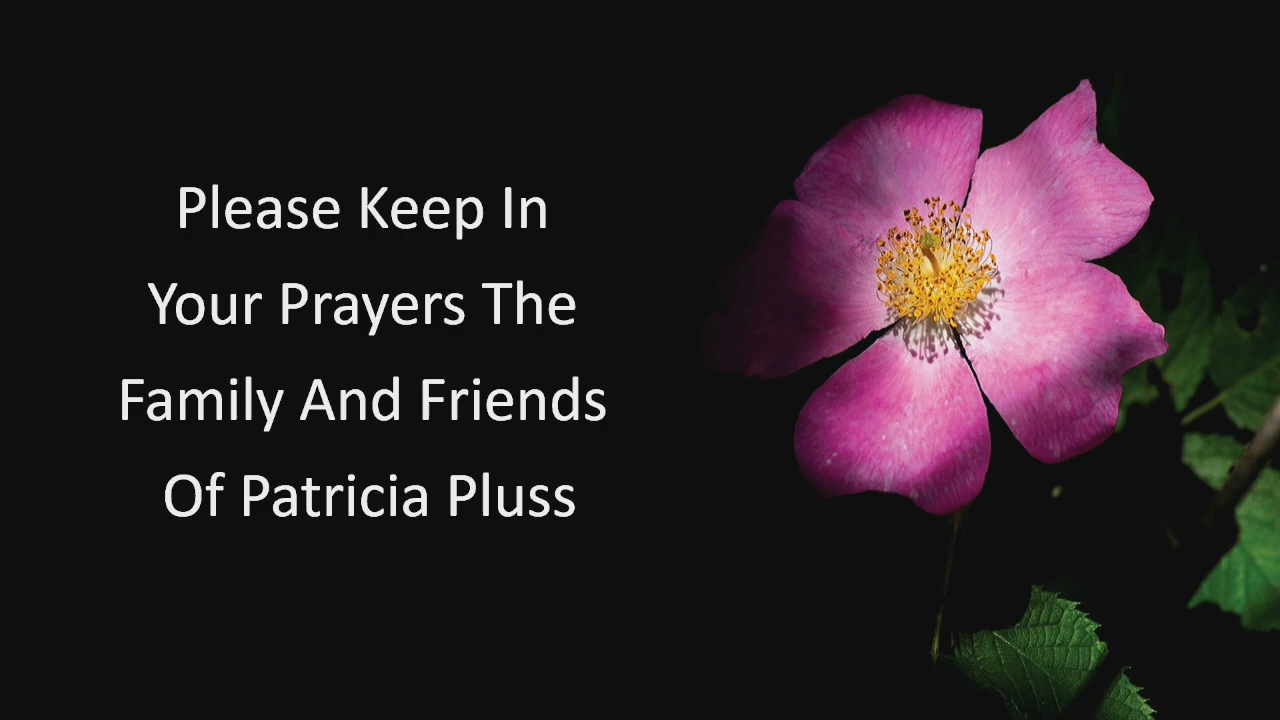 Please Keep In
Your Prayers The
Family And Friends
Of Patricia Pluss